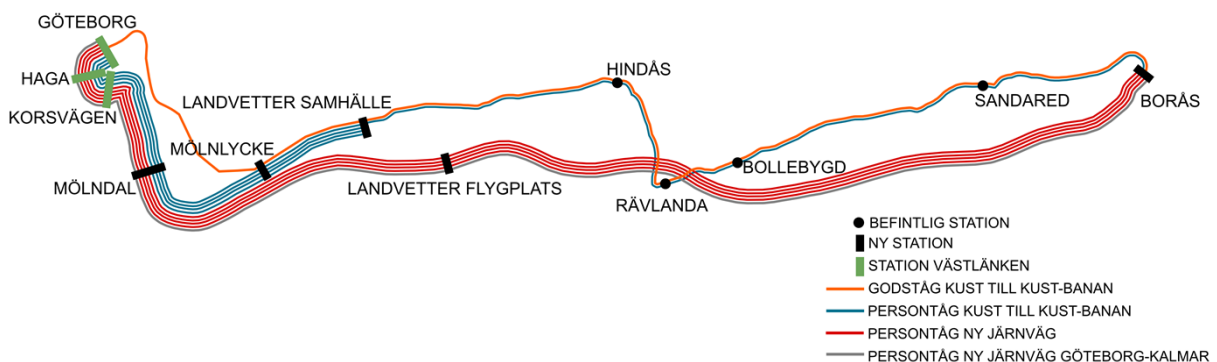 GÖTEBORG
HAGA
KORSVÄGEN
MÖLNDAL
MÖLNLYCKE
LANDVETTER SAMHÄLLE
LANDVETTER FLYGPLATS
HINDÅS
RÄVLANDA
BOLLEBYGD
SANDARED
BORÅS
BEFINTLIG STATION
NY STATION
STATION VÄSTLÄNKEN
GODSTÅG KUST TILL KUST-BANAN
PERSONTÅG KUST TILL KUST-BANAN
PERSONTÅG NY JÄRNVÄG
PERSONTÅG NY JÄRNVÄG GÖTEBORG-KALMAR